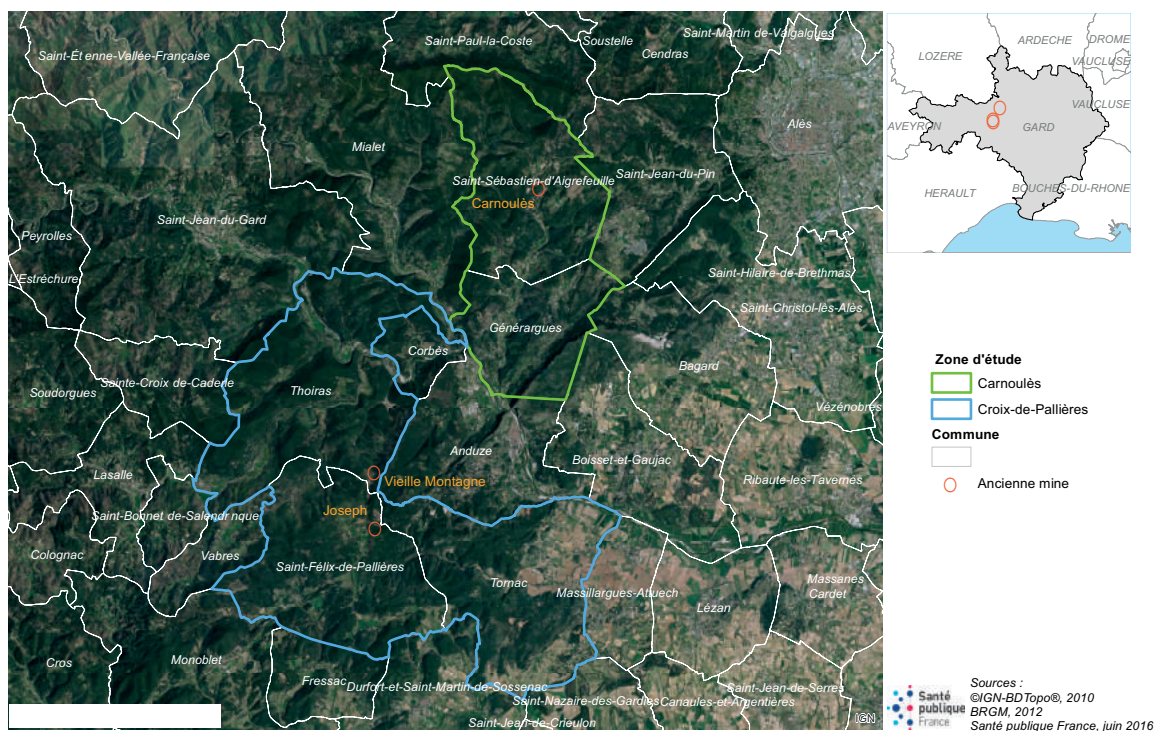 Saint-Ét enne-Vallée-Française
Saint-Paul-la-Coste
Soustelle
Cendras
Saint-Martin de-Valgalgues
Alès
Mialet
Saint-Sébastien-d'Aigrefeuille
Saint-Jean-du-Pin
Carnoulès
Saint-Jean-du-Gard
Peyrolles
L'Estréchure
Saint-Hilaire-de-Brethmas
Saint-Christol-lès-Alès
Générargues
Corbès
Bagard
Soudorgues
Sainte-Croix de-Caderle
Thoiras
Vézénobres
Anduze
Boisset-et-Gaujac
Lasalle
Vieille Montagne
Ribaute-les-Tavernes
Joseph
Saint-Bonnet de-Salendr nque
Colognac
Vabres
Saint-Félix-de-Pallières
Tornac
Massillargues-Atuech
Massanes
Cardet
Lézan
Cros
Monoblet
Fressac
Durfort-et-Saint-Martin-de-Sossenac
Saint-Nazaire-des-Gardies
Canaules-et-Argentières
Saint-Jean-de-Serres
Saint-Jean-de-Crieulon
IGN
LOZERE
ARDECHE
DROME
VAUCLUSE
VAUCLUSE
AVEYRON
GARD
HERAULT
BOUCHES-DU-RHONE
Zone d'étude
Carnoulès
Croix-de-Pallières
Commune
Ancienne mine
Santé
publique
France
Sources :
©IGN-BDTopo®, 2010
BRGM, 2012
Santé publique France, juin 2016